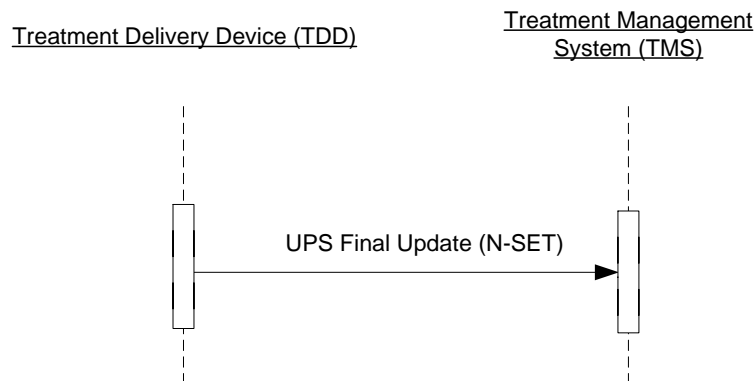 Treatment Delivery Device (TDD)
Treatment Management
System (TMS)
UPS Final Update (N-SET)